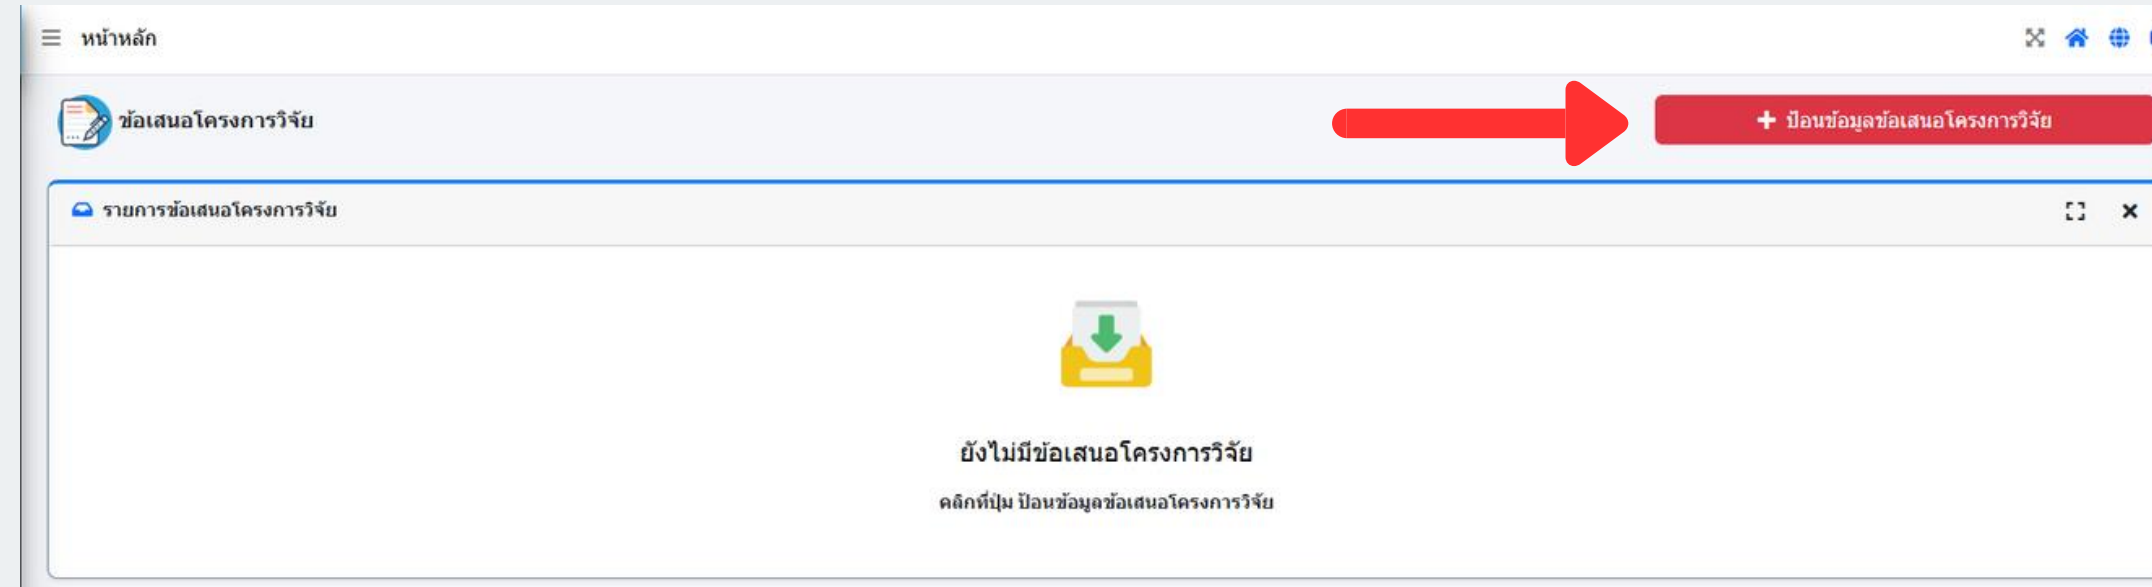 หน้าหลัก
ข้อเสนอโครงการวิจัย
+ ป้อนข้อมูลข้อเสนอโครงการวิจัย
รายการข้อเสนอโครงการวิจัย
ยังไม่มีข้อเสนอโครงการวิจัย
คลิกที่ปุ่ม ป้อนข้อมูลข้อเสนอโครงการวิจัย